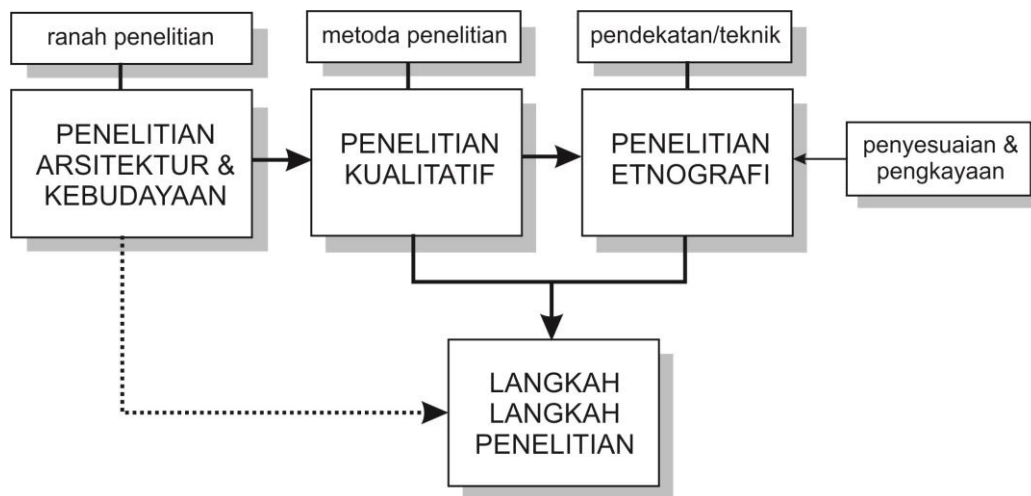 ranah penelitian
metoda penelitian
pendekatan/teknik
PENELITIAN
ARSITEKTUR &
KEBUDAYAAN
PENELITIAN
KUALITATIF
PENELITIAN
ETNOGRAFI
penyesuaian &
pengkayaan
LANGKAH
LANGKAH
PENELITIAN